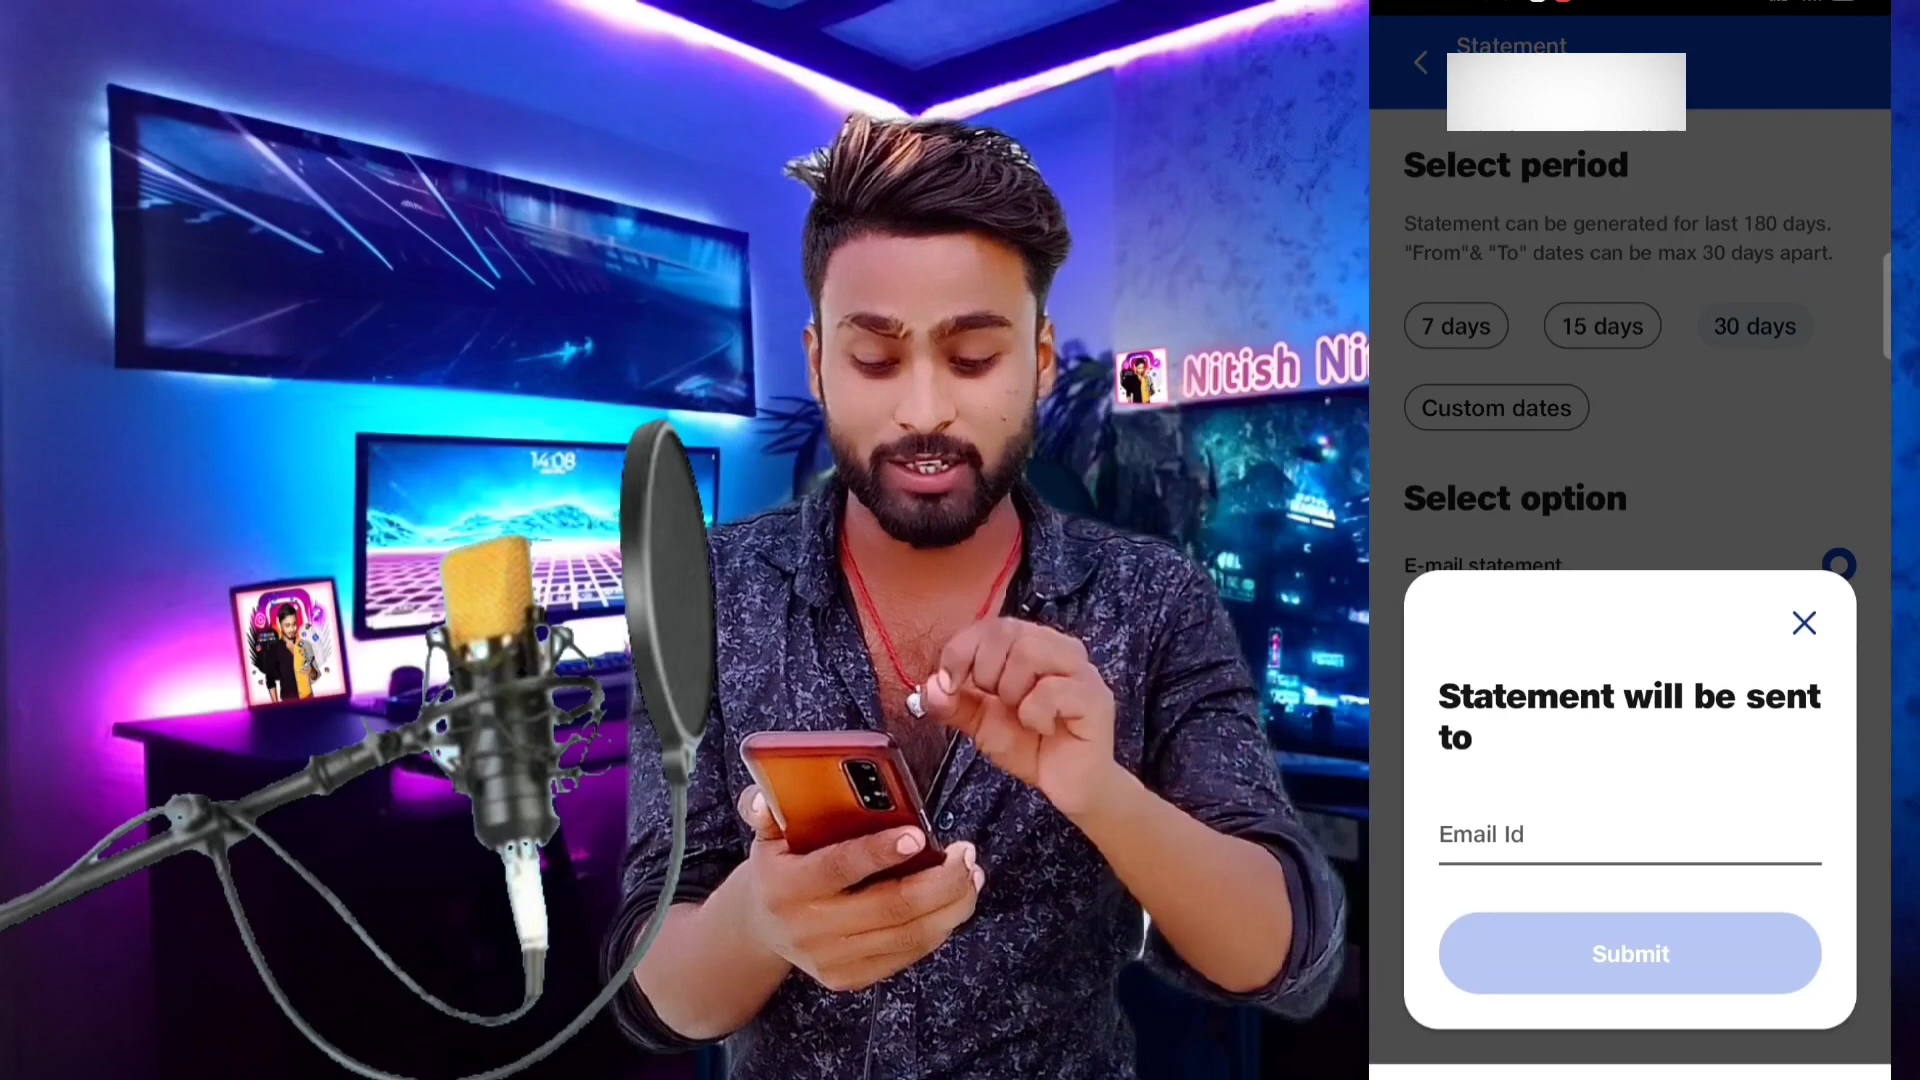 14:08
Nitish Ni
Statement
Select period
Statement can be generated for last 180 days.
"From"& "To" dates can be max 30 days apart.
7 days
15 days
30 days
Custom dates
Select option
E-mail statement
Statement will be sent
to
Email Id
Submit